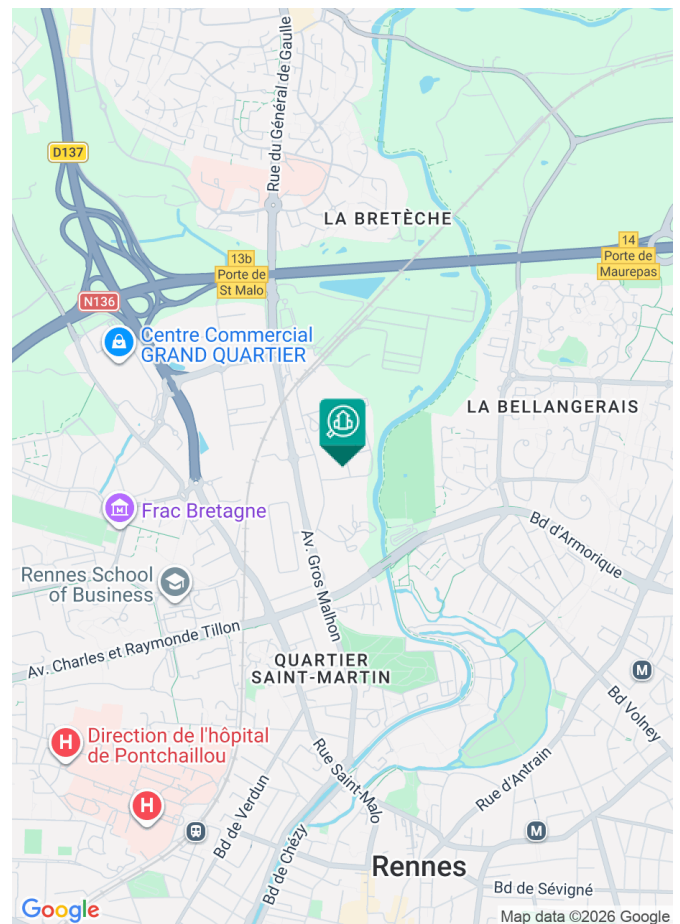 Rue du Général de Gaulle
D137
LA BRETÈCHE
14
Porte de
Maurepas
13b
Porte de
St Malo
N136
Centre Commercial
GRAND QUARTIER
LA BELLANGERAIS
Frac Bretagne
Bd d'Armorique
Rennes School
of Business
Av. Gros Malhon
Av. Charles et Raymonde Tillon
QUARTIER
SAINT-MARTIN
M
Bd Volney
H
Direction de l'hôpital
de Pontchaillou
Rue Saint-Malo
Rue d'Antrain
H
Bd de Verdun
M
Bd de Chézy
Rennes
Bd de Sévigné
Google
Map data ©2026 Google